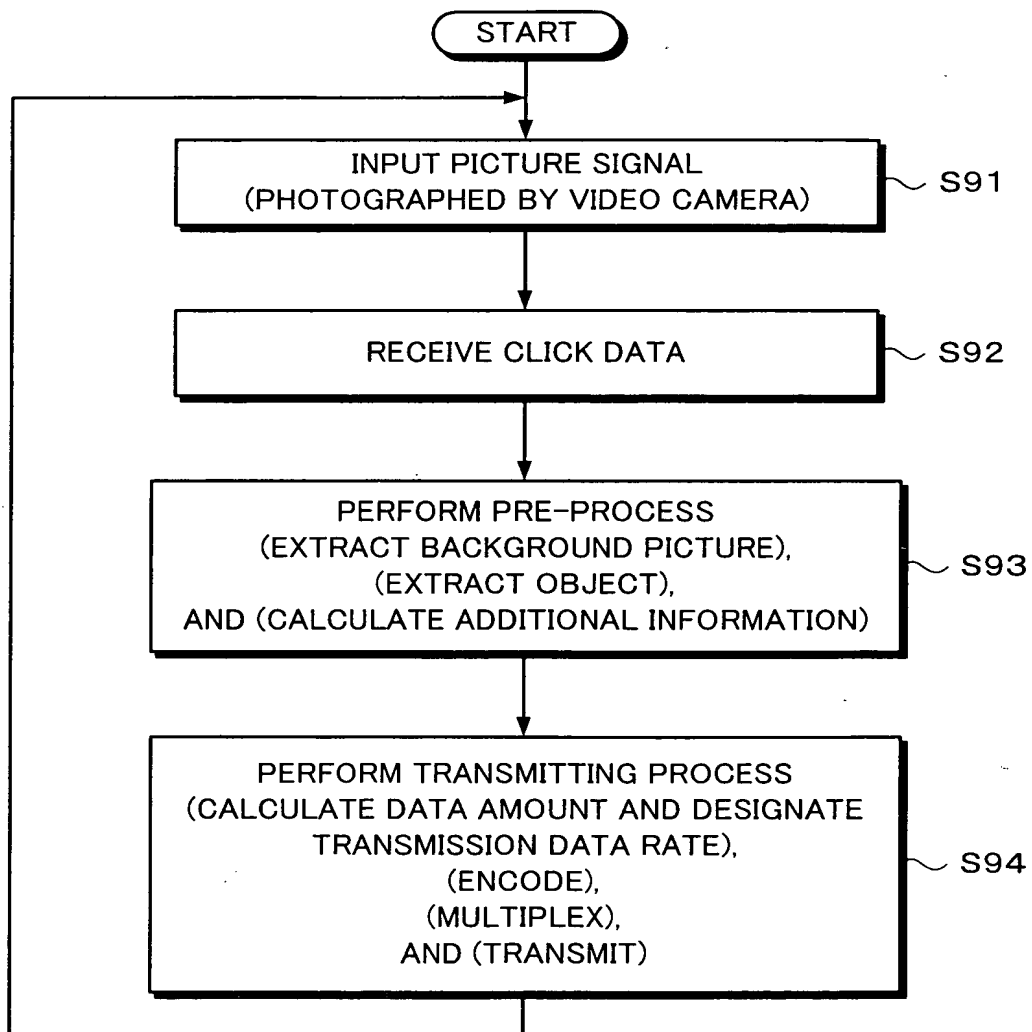 START
INPUT PICTURE SIGNAL
(PHOTOGRAPHED BY VIDEO CAMERA)
S91
RECEIVE CLICK DATA
S92
PERFORM PRE-PROCESS
(EXTRACT BACKGROUND PICTURE),
(EXTRACT OBJECT),
AND (CALCULATE ADDITIONAL INFORMATION)
S93
PERFORM TRANSMITTING PROCESS
(CALCULATE DATA AMOUNT AND DESIGNATE
TRANSMISSION DATA RATE),
(ENCODE),
(MULTIPLEX),
AND (TRANSMIT)
S94